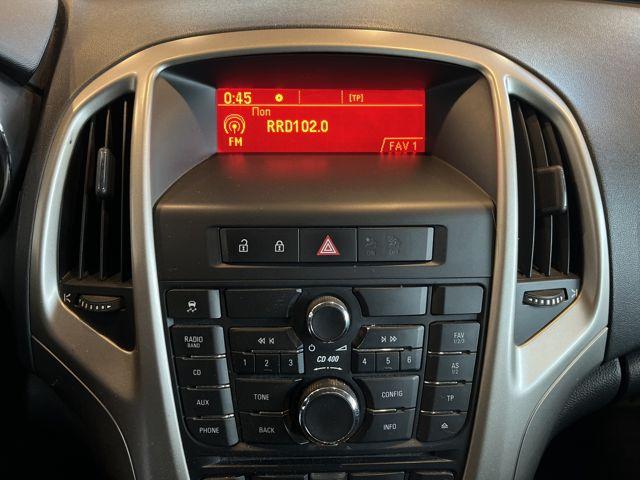 0:45 [TP]
Поп
RRD102.0
FM FAV 1
OFF
RADIO BAND
FAV 1/2/3
1 2 3 CD 400 4 5 6
CD
AS 1/2
AUX TONE CONFIG TP
PHONE BACK INFO